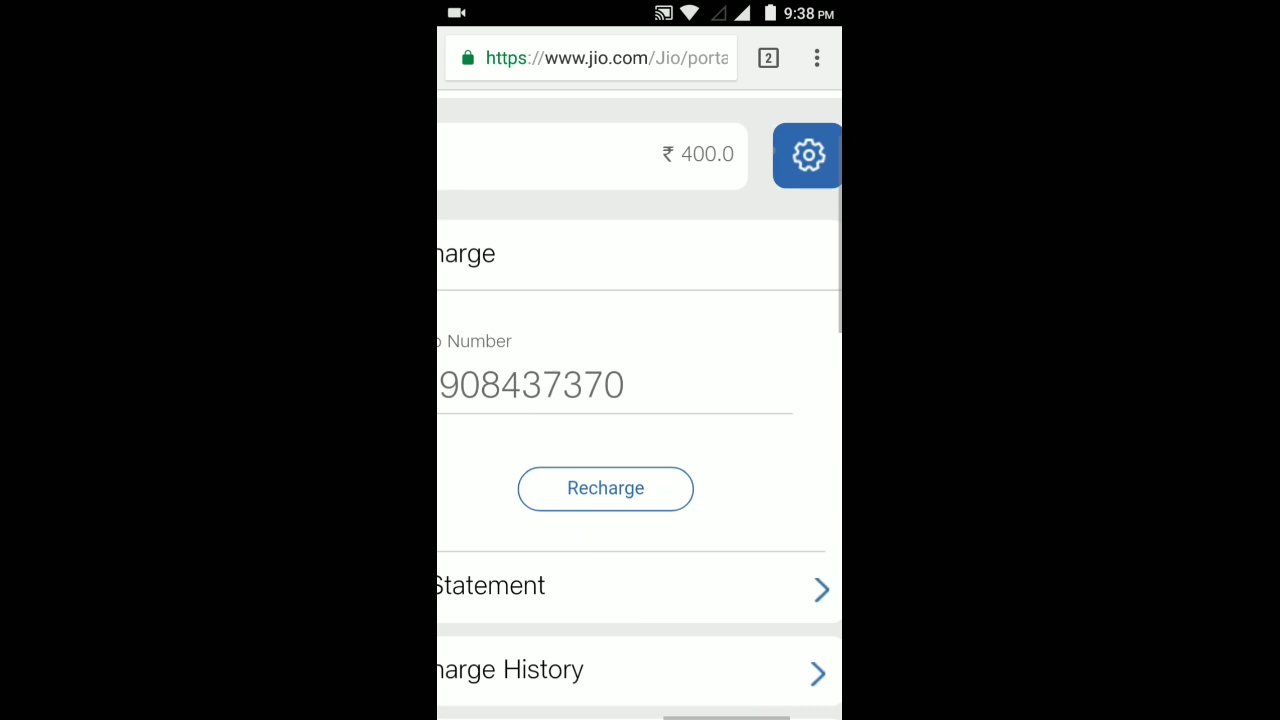 9:38 PM
https://www.jio.com/Jio/porta
2
₹ 400.0
harge
o Number
908437370
Recharge
Statement
harge History